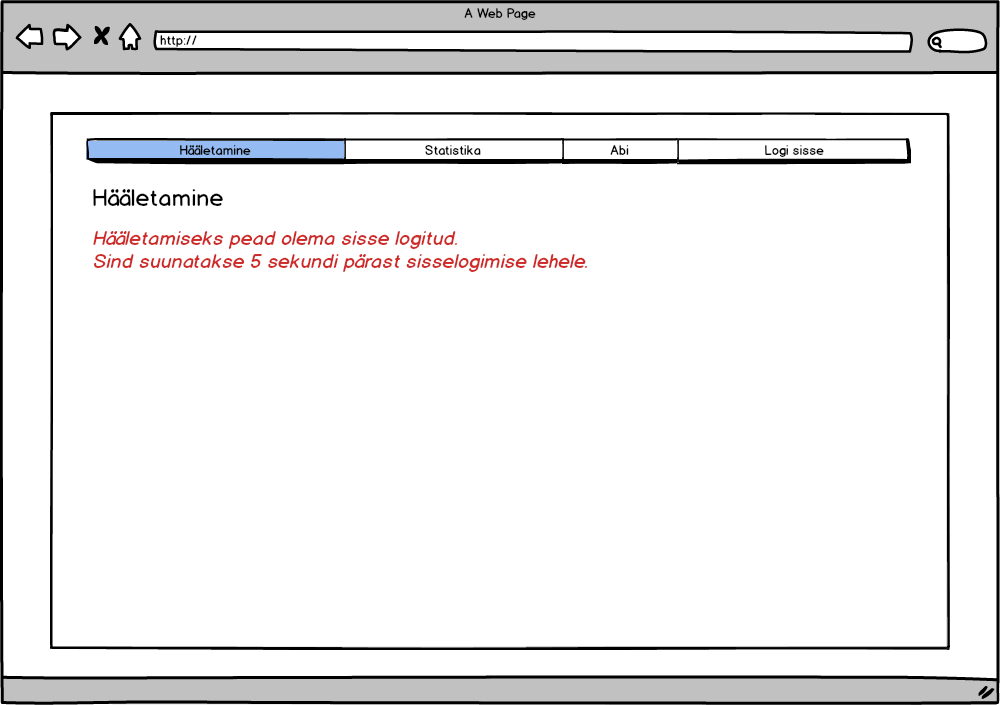 A Web Page
http://
Hääletamine Statistika Abi Logi sisse
Hääletamine
Hääletamiseks pead olema sisse logitud.
Sind suunatakse 5 sekundi pärast sisselogimise lehele.